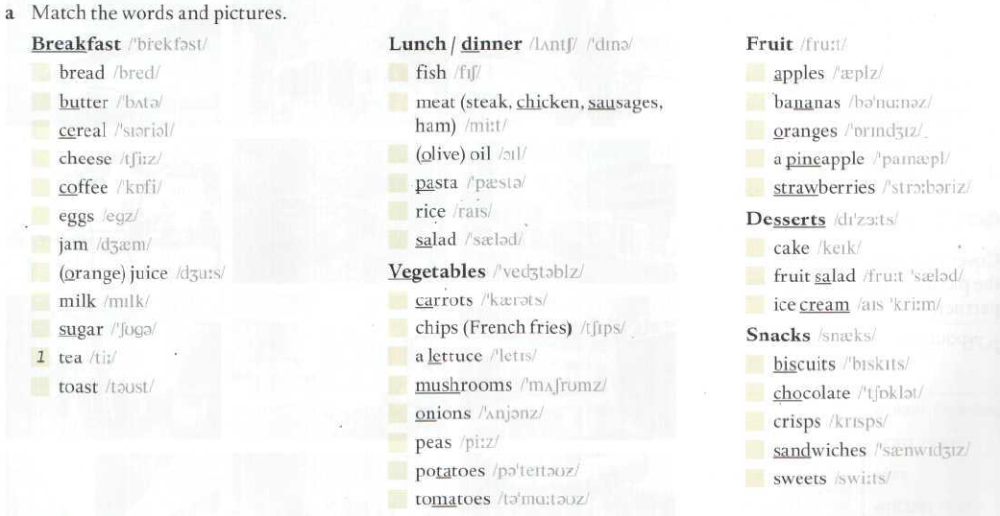 a Match the words and pictures.
Breakfast /ˈbrekfəst/
bread /bred/
butter /ˈbʌtə/
cereal /ˈsɪəriəl/
cheese /tʃiːz/
coffee /ˈkɒfi/
eggs /egz/
jam /dʒæm/
(orange) juice /dʒuːs/
milk /mɪlk/
sugar /ˈʃʊgə/
1 tea /tiː/
toast /təʊst/
Lunch / dinner /lʌntʃ/ /ˈdɪnə/
fish /fɪʃ/
meat (steak, chicken, sausages,
ham) /miːt/
(olive) oil /ɔɪl/
pasta /ˈpæstə/
rice /raɪs/
salad /ˈsæləd/
Vegetables /ˈvedʒtəblz/
carrots /ˈkærəts/
chips (French fries) /tʃɪps/
a lettuce /ˈletɪs/
mushrooms /ˈmʌʃrʊmz/
onions /ˈʌnjənz/
peas /piːz/
potatoes /pəˈteɪtəʊz/
tomatoes /təˈmɑːtəʊz/
Fruit /fruːt/
apples /ˈæplz/
bananas /bəˈnɑːnəz/
oranges /ˈɒrɪndʒɪz/
a pineapple /ˈpaɪnæpl/
strawberries /ˈstrɔːbəriz/
Desserts /dɪˈzɜːts/
cake /keɪk/
fruit salad /fruːt ˈsæləd/
ice cream /aɪs ˈkriːm/
Snacks /snæks/
biscuits /ˈbɪskɪts/
chocolate /ˈtʃɒklət/
crisps /krɪsps/
sandwiches /ˈsænwɪdʒɪz/
sweets /swiːts/